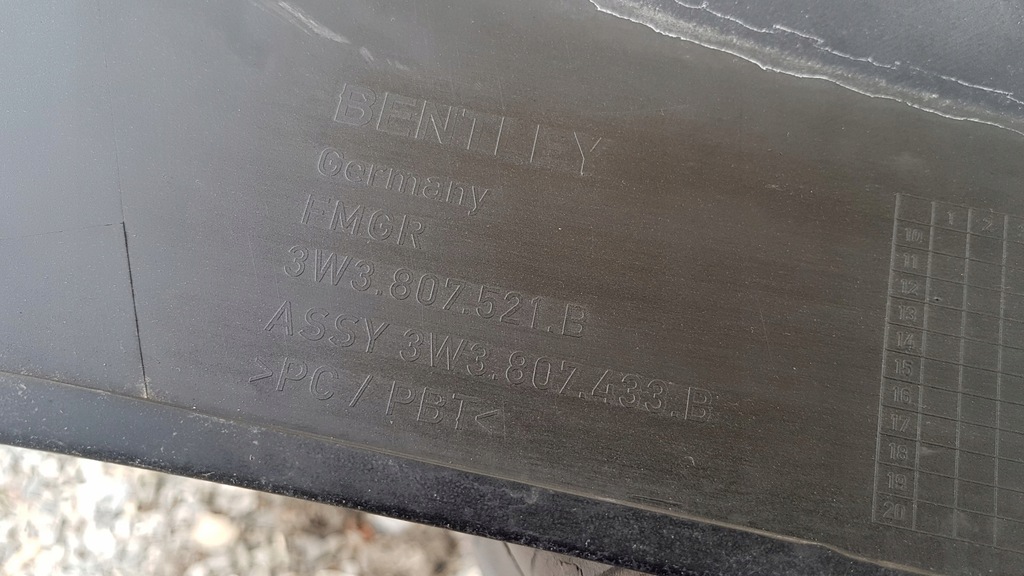 BENTLEY
Germany
FMGR
3W3.807.521.B
ASSY 3W3.807.433.B
>PC / PBT<
1 2
10
11
12
13
14
15
16
17
18
19
20